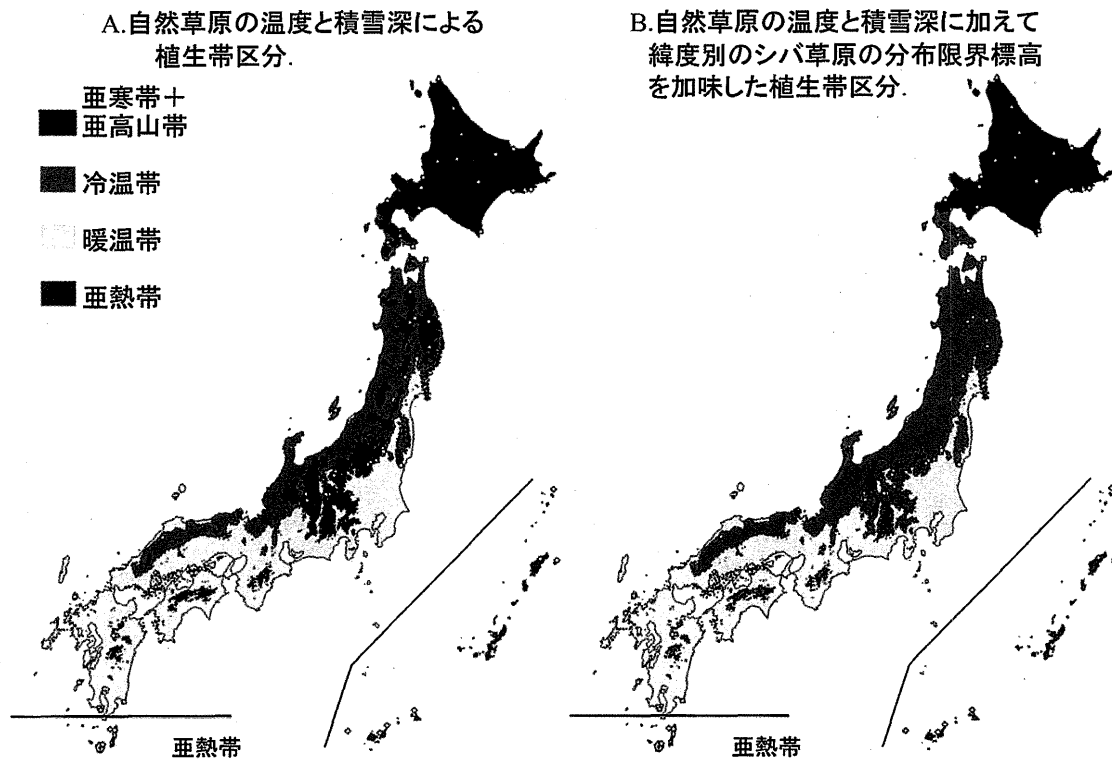 A.自然草原の温度と積雪深による
植生帯区分.
亜寒帯＋
亜高山帯
冷温帯
暖温帯
亜熱帯
亜熱帯
B.自然草原の温度と積雪深に加えて
緯度別のシバ草原の分布限界標高
を加味した植生帯区分.
亜熱帯